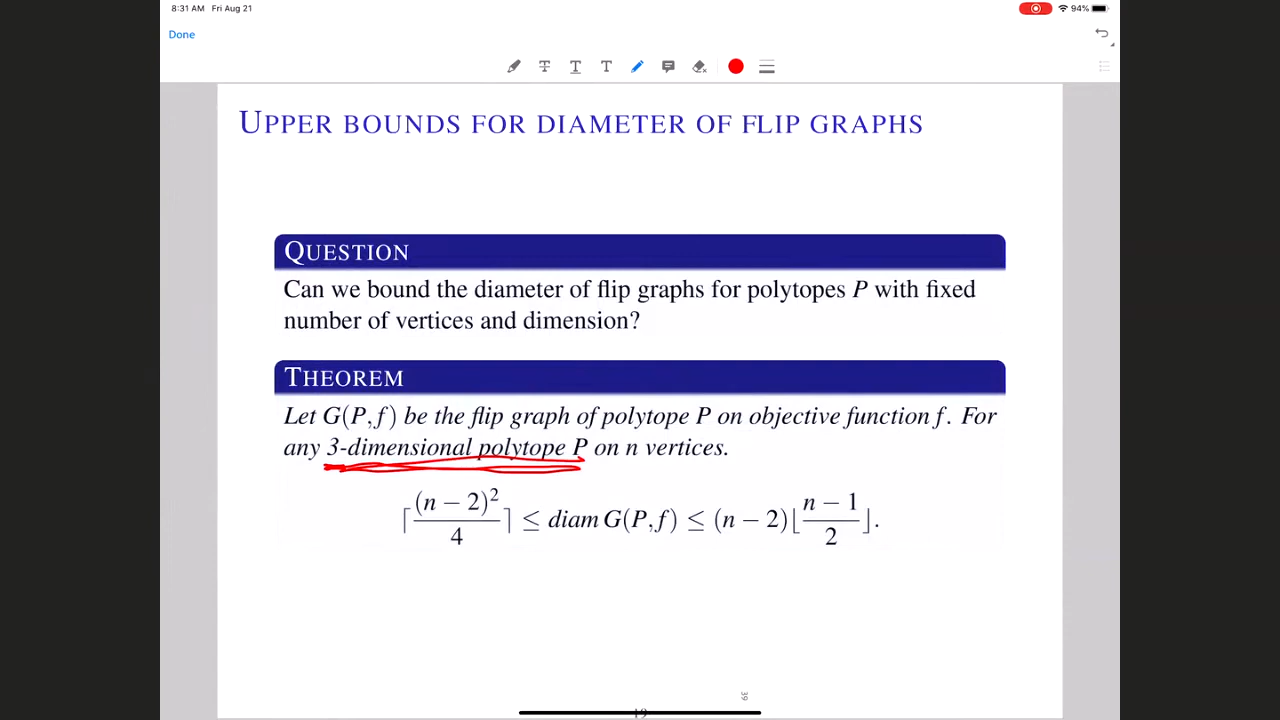 8:31 AM Fri Aug 21
94%
Done
UPPER BOUNDS FOR DIAMETER OF FLIP GRAPHS
QUESTION
Can we bound the diameter of flip graphs for polytopes P with fixed
number of vertices and dimension?
THEOREM
Let G(P, f) be the flip graph of polytope P on objective function f. For
any 3-dimensional polytope P on n vertices.
⌈(n − 2)²/4⌉ ≤ diam G(P, f) ≤ (n − 2)⌊(n − 1)/2⌋.
39
19